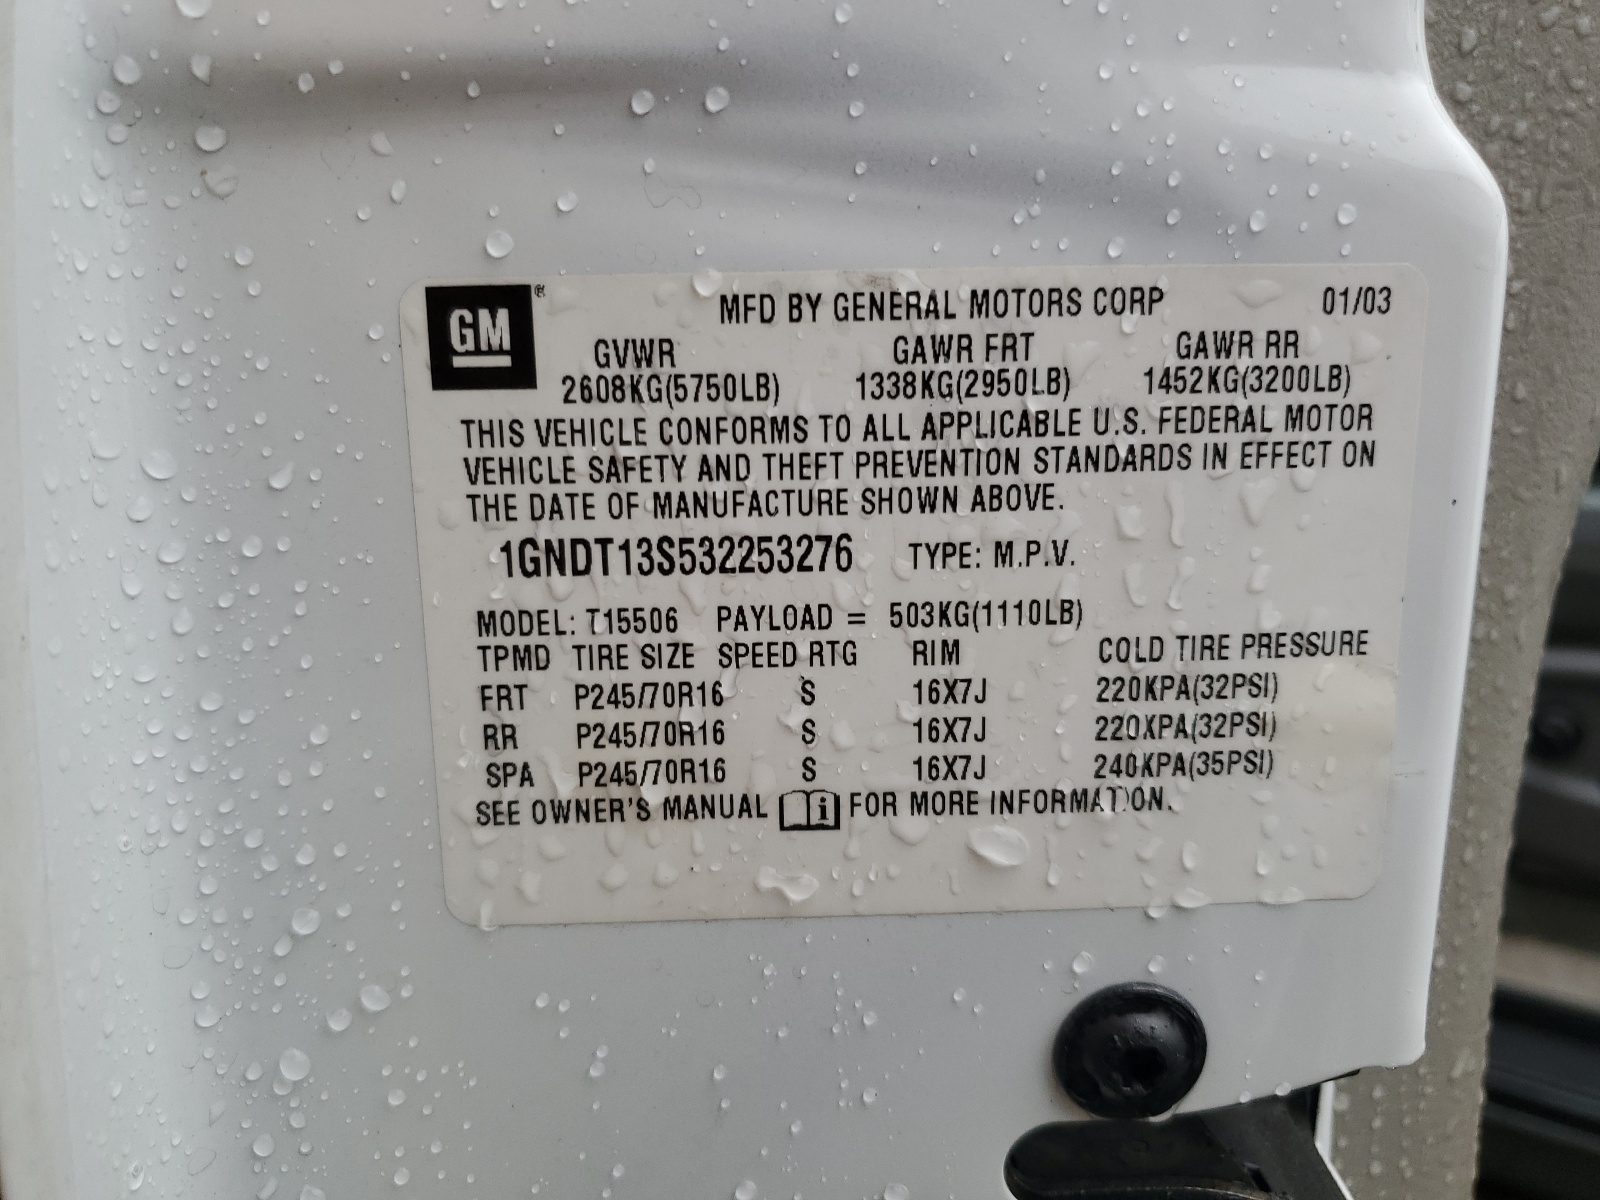 GM ®
MFD BY GENERAL MOTORS CORP 01/03
GVWR GAWR FRT GAWR RR
2608KG(5750LB) 1338KG(2950LB) 1452KG(3200LB)
THIS VEHICLE CONFORMS TO ALL APPLICABLE U.S. FEDERAL MOTOR
VEHICLE SAFETY AND THEFT PREVENTION STANDARDS IN EFFECT ON
THE DATE OF MANUFACTURE SHOWN ABOVE.
1GNDT13S532253276 TYPE: M.P.V.
MODEL: T15506 PAYLOAD = 503KG(1110LB)
TPMD TIRE SIZE SPEED RTG RIM COLD TIRE PRESSURE
FRT P245/70R16 S 16X7J 220KPA(32PSI)
RR P245/70R16 S 16X7J 220KPA(32PSI)
SPA P245/70R16 S 16X7J 240KPA(35PSI)
SEE OWNER'S MANUAL i FOR MORE INFORMATION.